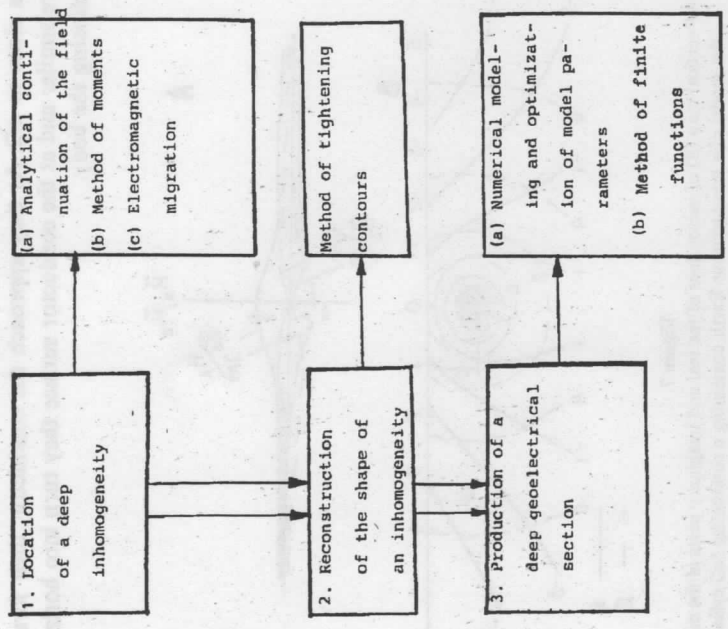 1. Location
of a deep
inhomogeneity
(a) Analytical conti-
nuation of the field
(b) Method of moments
(c) Electromagnetic
migration
2. Reconstruction
of the shape of
an inhomogeneity
Method of tightening
contours
3. Production of a
deep geoelectrical
section
(a) Numerical model-
ing and optimizat-
ion of model pa-
rameters
(b) Method of finite
functions